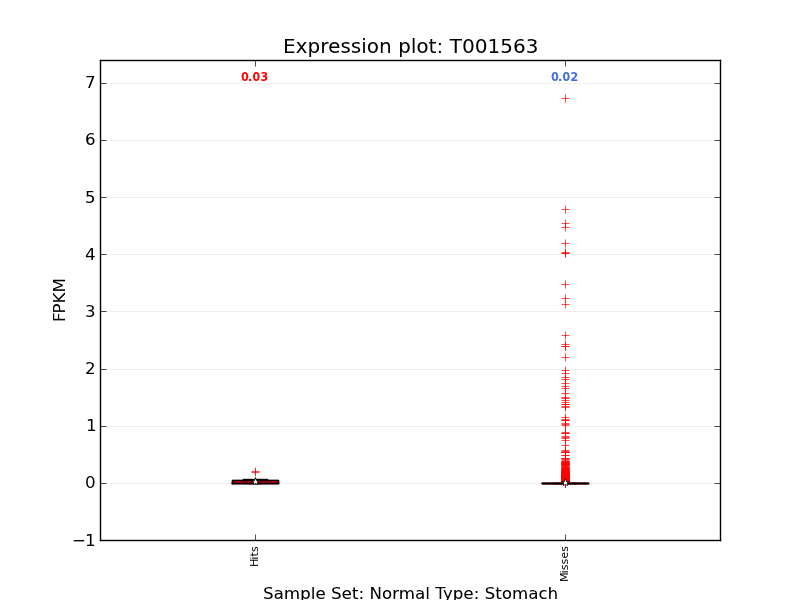 Expression plot: T001563
0.03
0.02
7
6
5
4
3
2
1
0
−1
FPKM
Hits
Misses
Sample Set: Normal Type: Stomach